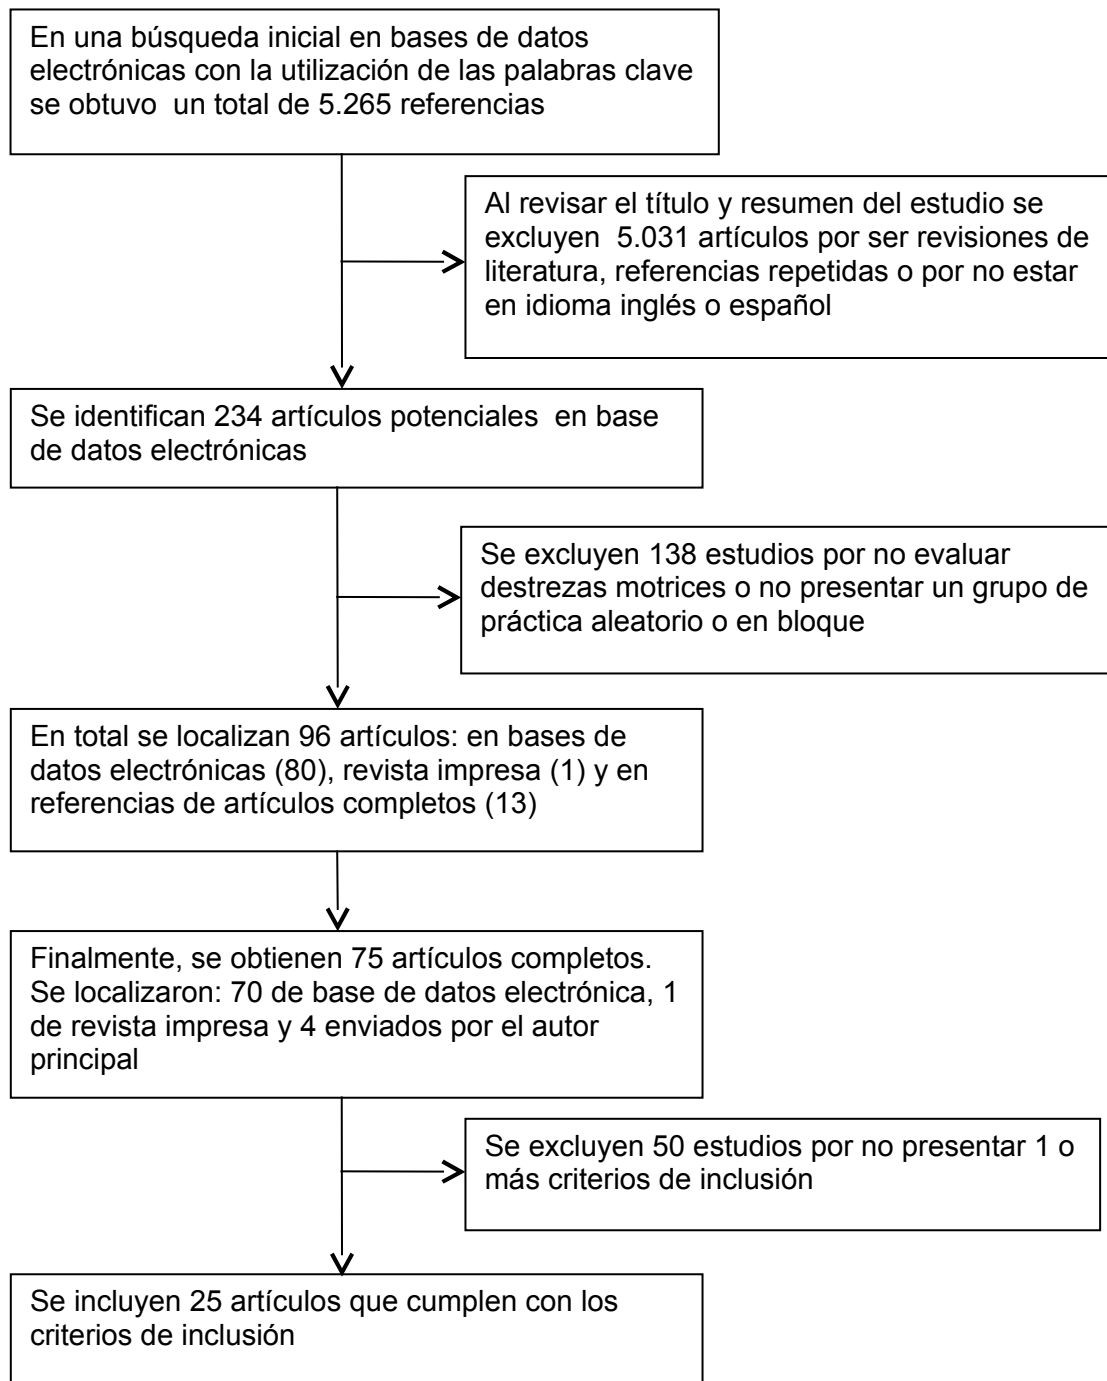 En una búsqueda inicial en bases de datos
electrónicas con la utilización de las palabras clave
se obtuvo  un total de 5.265 referencias
Al revisar el título y resumen del estudio se
excluyen  5.031 artículos por ser revisiones de
literatura, referencias repetidas o por no estar
en idioma inglés o español
Se identifican 234 artículos potenciales  en base
de datos electrónicas
Se excluyen 138 estudios por no evaluar
destrezas motrices o no presentar un grupo de
práctica aleatorio o en bloque
En total se localizan 96 artículos: en bases de
datos electrónicas (80), revista impresa (1) y en
referencias de artículos completos (13)
Finalmente, se obtienen 75 artículos completos.
Se localizaron: 70 de base de datos electrónica, 1
de revista impresa y 4 enviados por el autor
principal
Se excluyen 50 estudios por no presentar 1 o
más criterios de inclusión
Se incluyen 25 artículos que cumplen con los
criterios de inclusión